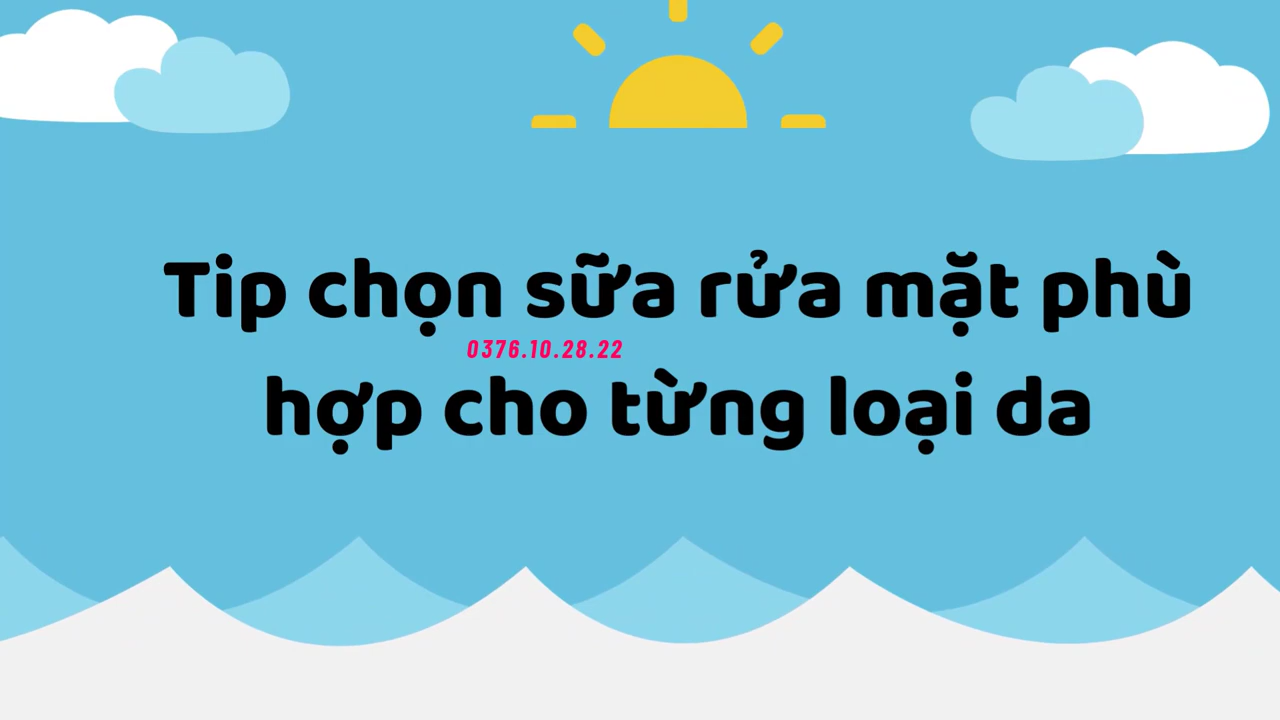 Tip chọn sữa rửa mặt phù
0376.10.28.22
hợp cho từng loại da